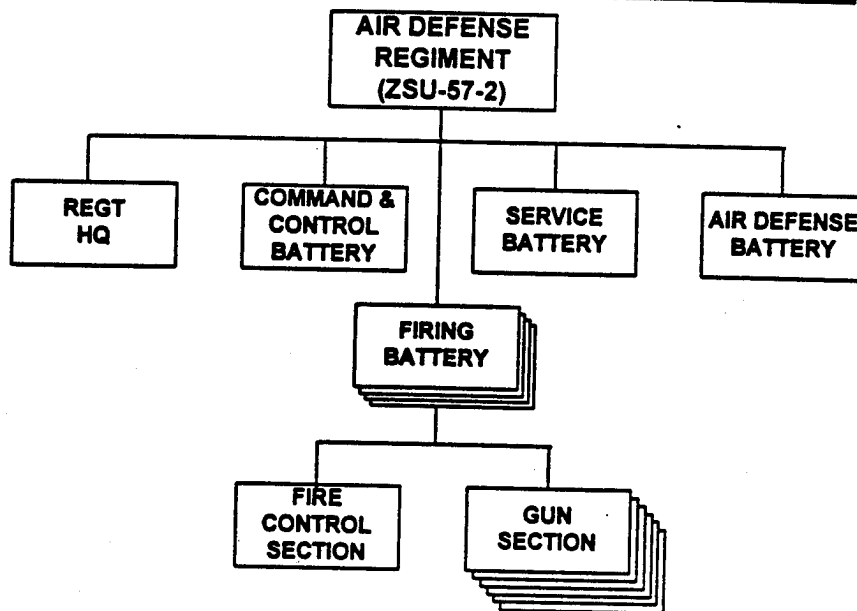 AIR DEFENSE
REGIMENT
(ZSU-57-2)
REGT
HQ
COMMAND &
CONTROL
BATTERY
SERVICE
BATTERY
AIR DEFENSE
BATTERY
FIRING
BATTERY
FIRE
CONTROL
SECTION
GUN
SECTION